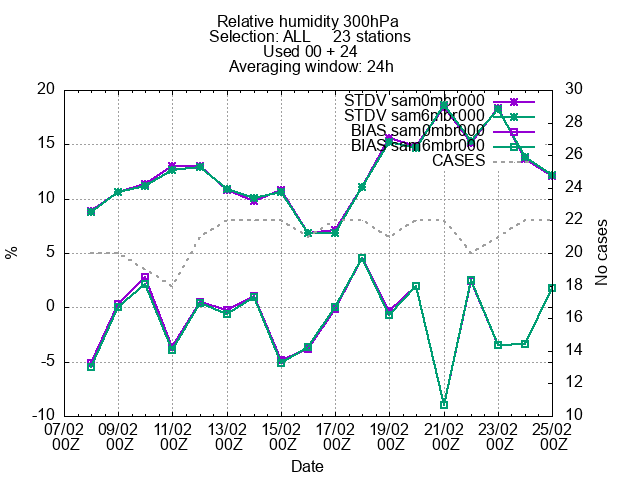 Relative humidity 300hPa
Selection: ALL 23 stations
Used 00 + 24
Averaging window: 24h
STDV sam0mbr000
STDV sam6mbr000
BIAS sam0mbr000
BIAS sam6mbr000
CASES
20
15
10
5
0
-5
-10
%
30
28
26
24
22
20
18
16
14
12
10
No cases
07/02 09/02 11/02 13/02 15/02 17/02 19/02 21/02 23/02 25/02
00Z 00Z 00Z 00Z 00Z 00Z 00Z 00Z 00Z 00Z
Date